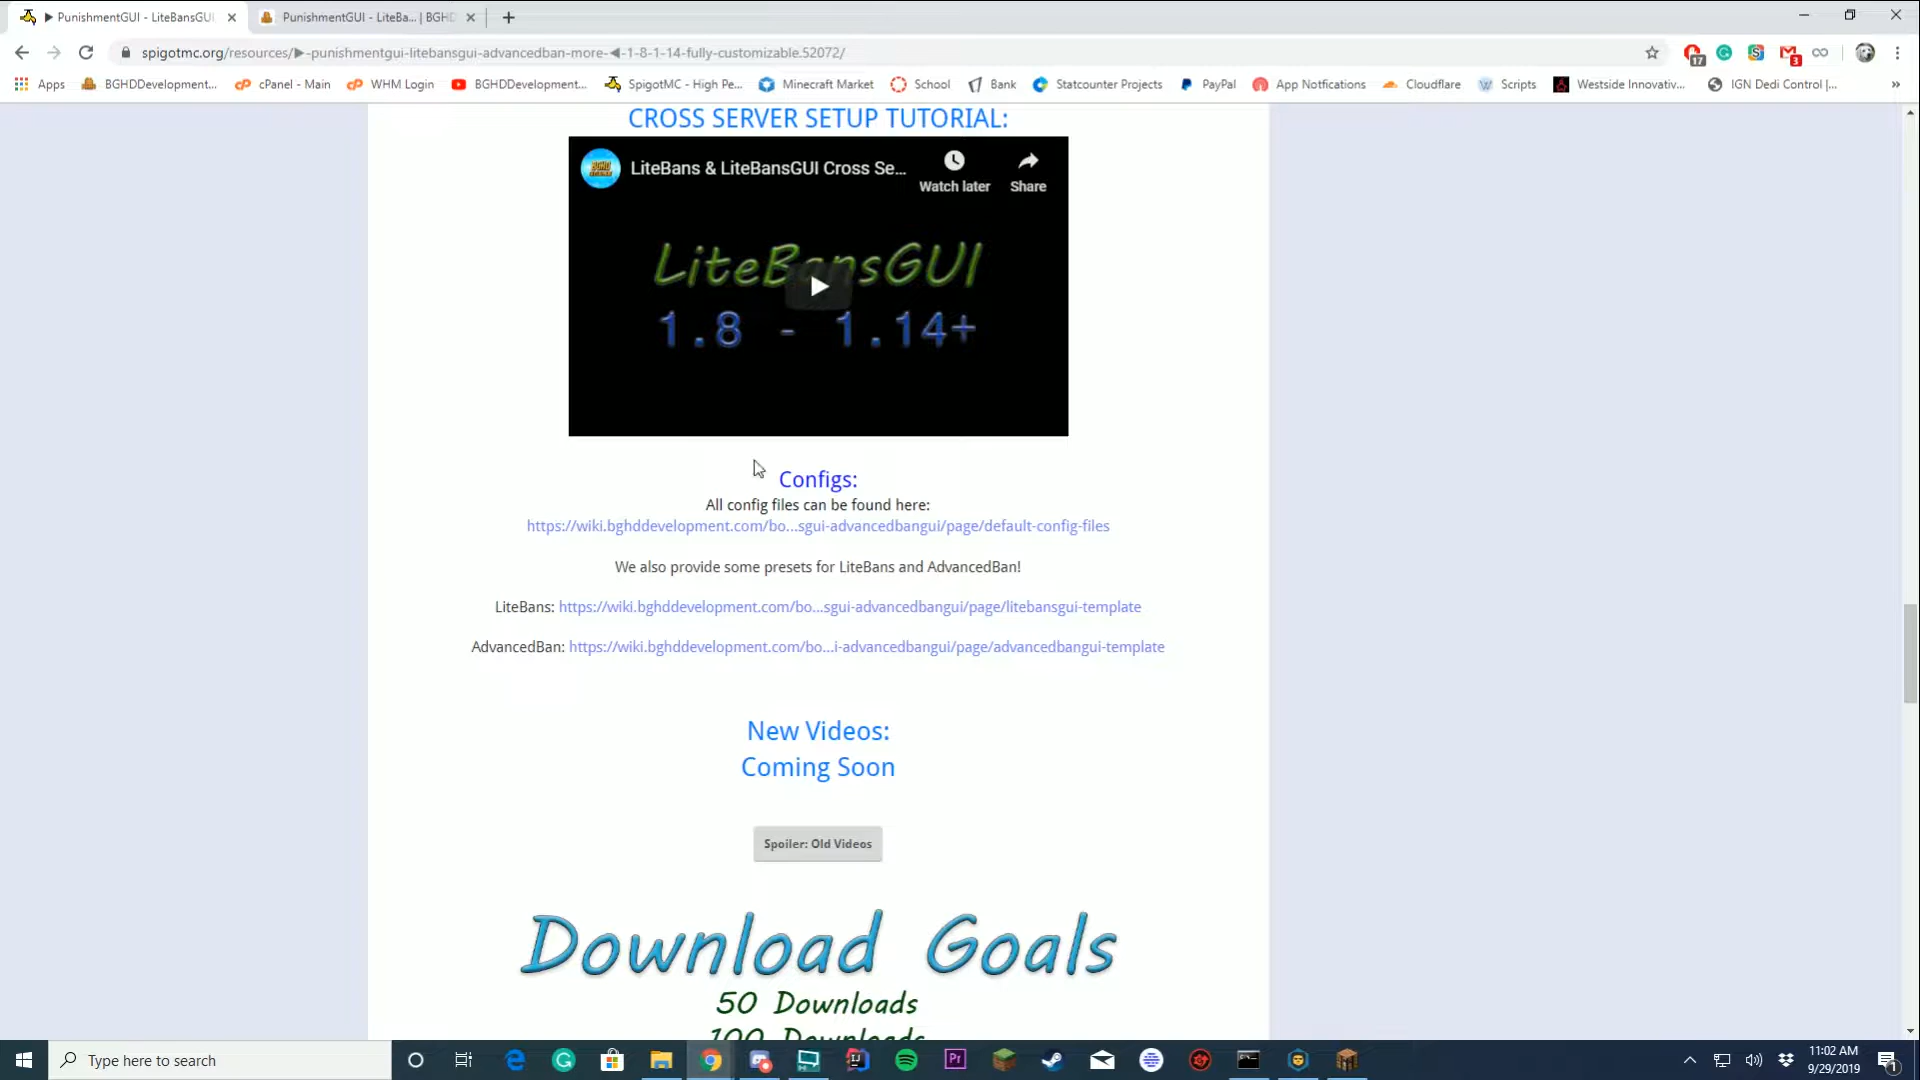 ▶ PunishmentGUI - LiteBansGUI
PunishmentGUI - LiteBa... | BGHD
spigotmc.org/resources/▶-punishmentgui-litebansgui-advancedban-more-◀-1-8-1-14-fully-customizable.52072/
17
3
Apps
BGHDDevelopment...
cPanel - Main
WHM Login
BGHDDevelopment...
SpigotMC - High Pe...
Minecraft Market
School
Bank
Statcounter Projects
PayPal
App Notfications
Cloudflare
Scripts
Westside Innovativ...
IGN Dedi Control |...
»
CROSS SERVER SETUP TUTORIAL:
LiteBans & LiteBansGUI Cross Se...
Watch later
Share
LiteBansGUI
1.8 - 1.14+
Configs:
All config files can be found here:
https://wiki.bghddevelopment.com/bo...sgui-advancedbangui/page/default-config-files
We also provide some presets for LiteBans and AdvancedBan!
LiteBans: https://wiki.bghddevelopment.com/bo...sgui-advancedbangui/page/litebansgui-template
AdvancedBan: https://wiki.bghddevelopment.com/bo...i-advancedbangui/page/advancedbangui-template
New Videos:
Coming Soon
Spoiler: Old Videos
Download Goals
50 Downloads
100 Downloads
Type here to search
11:02 AM
9/29/2019
1